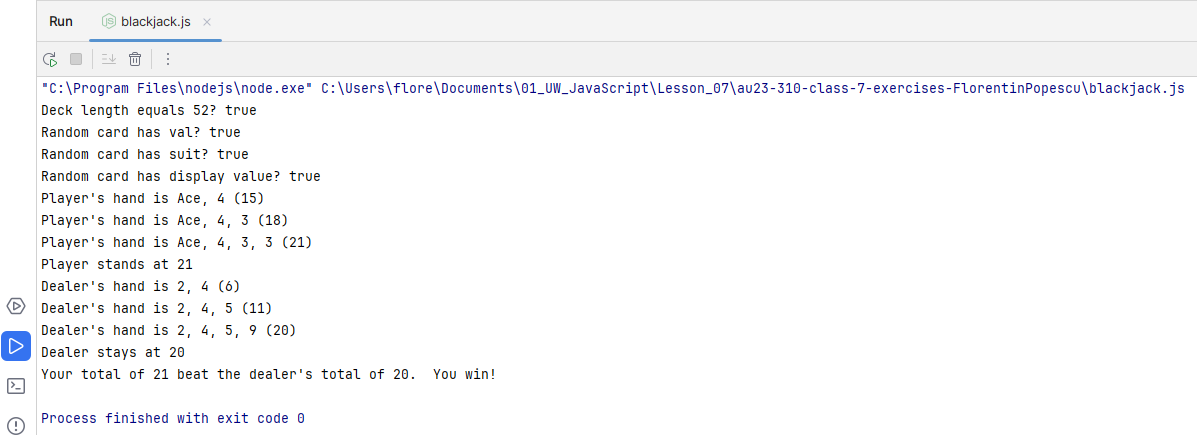 Run blackjack.js
"C:\Program Files\nodejs\node.exe" C:\Users\flore\Documents\01_UW_JavaScript\Lesson_07\au23-310-class-7-exercises-FlorentinPopescu\blackjack.js
Deck length equals 52? true
Random card has val? true
Random card has suit? true
Random card has display value? true
Player's hand is Ace, 4 (15)
Player's hand is Ace, 4, 3 (18)
Player's hand is Ace, 4, 3, 3 (21)
Player stands at 21
Dealer's hand is 2, 4 (6)
Dealer's hand is 2, 4, 5 (11)
Dealer's hand is 2, 4, 5, 9 (20)
Dealer stays at 20
Your total of 21 beat the dealer's total of 20.  You win!
Process finished with exit code 0